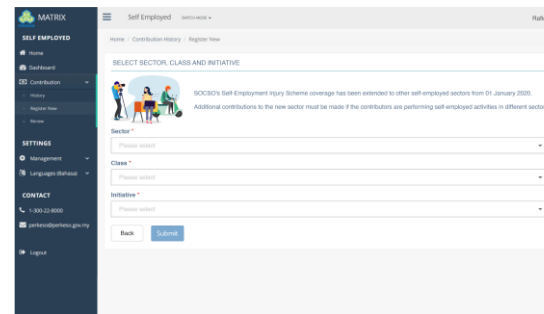 MATRIX
SELF EMPLOYED
Home
Dashboard
Contribution
History
Register New
Renew
SETTINGS
Management
Languages (Bahasa)
CONTACT
1-300-22-8000
perkeso@perkeso.gov.my
Logout
Self Employed
SWITCH MODE
Home / Contribution History / Register New
SELECT SECTOR, CLASS AND INITIATIVE
SOCSO's Self-Employment Injury Scheme coverage has been extended to other self-employed sectors from 01 January 2020.
Additional contributions to the new sector must be made if the contributors are performing self-employed activities in different sector
Sector *
Please select
Class *
Please select
Initiative *
Please select
Back
Submit